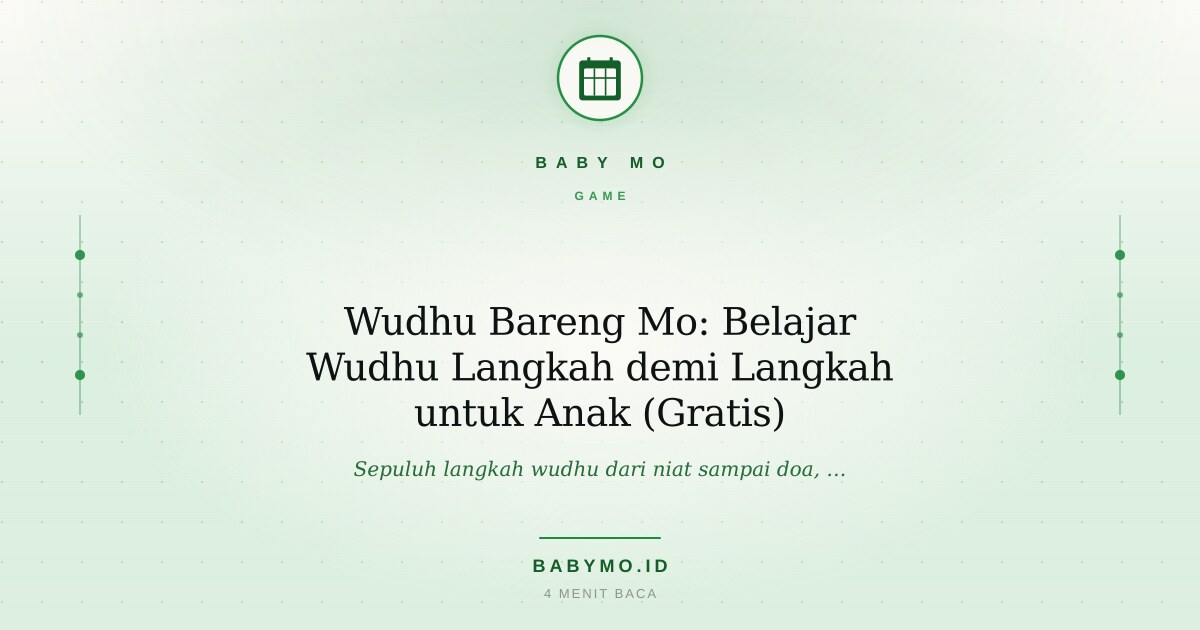 BABY MO
GAME
Wudhu Bareng Mo: Belajar
Wudhu Langkah demi Langkah
untuk Anak (Gratis)
Sepuluh langkah wudhu dari niat sampai doa, ...
BABYMO.ID
4 MENIT BACA